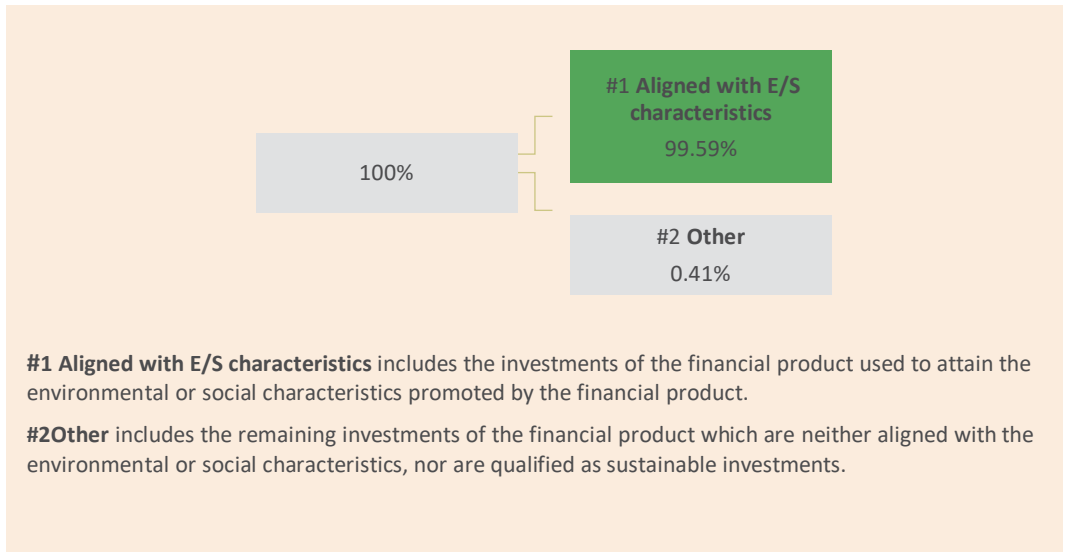 #1 Aligned with E/S
characteristics
99.59%
100%
#2 Other
0.41%
#1 Aligned with E/S characteristics includes the investments of the financial product used to attain the
environmental or social characteristics promoted by the financial product.
#2Other includes the remaining investments of the financial product which are neither aligned with the
environmental or social characteristics, nor are qualified as sustainable investments.